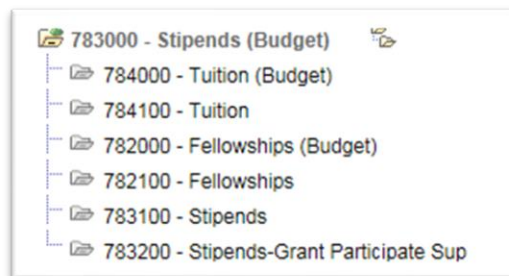 783000 - Stipends (Budget)
784000 - Tuition (Budget)
784100 - Tuition
782000 - Fellowships (Budget)
782100 - Fellowships
783100 - Stipends
783200 - Stipends-Grant Participate Sup